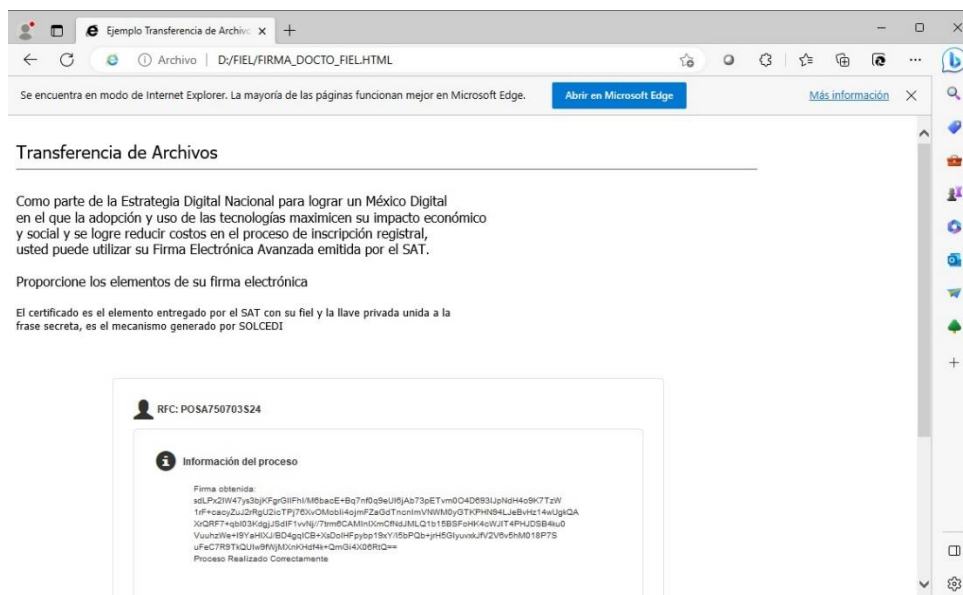 Ejemplo Transferencia de Archivo
Archivo | D:/FIEL/FIRMA_DOCTO_FIEL.HTML
Se encuentra en modo de Internet Explorer. La mayoría de las páginas funcionan mejor en Microsoft Edge.
Abrir en Microsoft Edge
Más información
Transferencia de Archivos
Como parte de la Estrategia Digital Nacional para lograr un México Digital
en el que la adopción y uso de las tecnologías maximicen su impacto económico
y social y se logre reducir costos en el proceso de inscripción registral,
usted puede utilizar su Firma Electrónica Avanzada emitida por el SAT.
Proporcione los elementos de su firma electrónica
El certificado es el elemento entregado por el SAT con su fiel y la llave privada unida a la
frase secreta, es el mecanismo generado por SOLCEDI
RFC: POSA750703S24
Información del proceso
Firma obtenida:
Proceso Realizado Correctamente